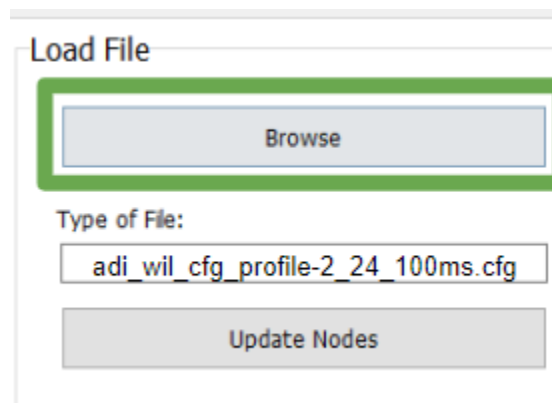 Load File
Browse
Type of File:
adi_wil_cfg_profile-2_24_100ms.cfg
Update Nodes